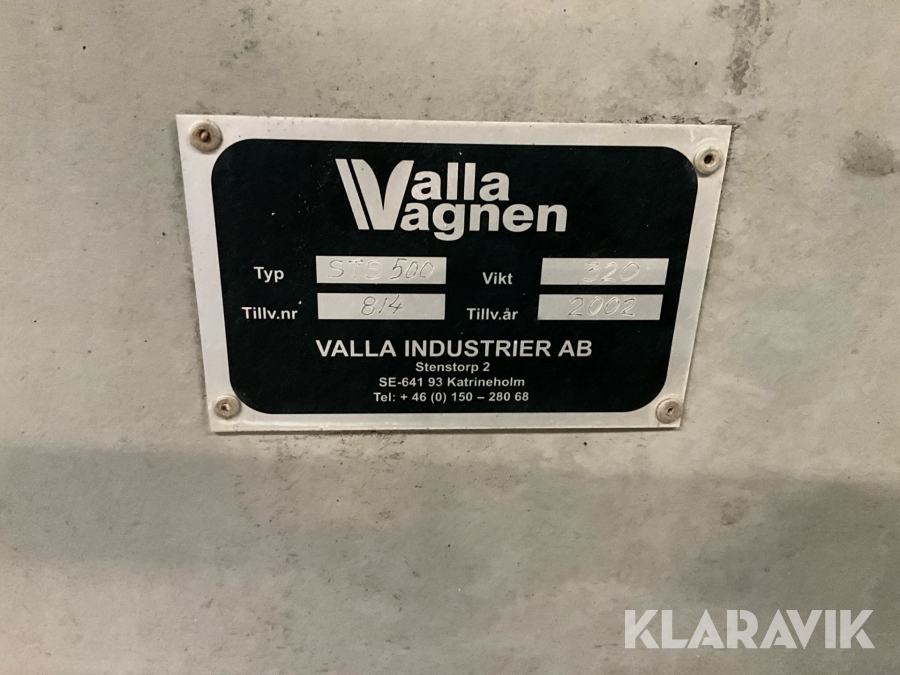 Valla
Vagnen
Typ STS 500 Vikt 320
Tillv.nr 814 Tillv.år 2002
VALLA INDUSTRIER AB
Stenstorp 2
SE-641 93 Katrineholm
Tel: + 46 (0) 150 – 280 68
KLARAVIK